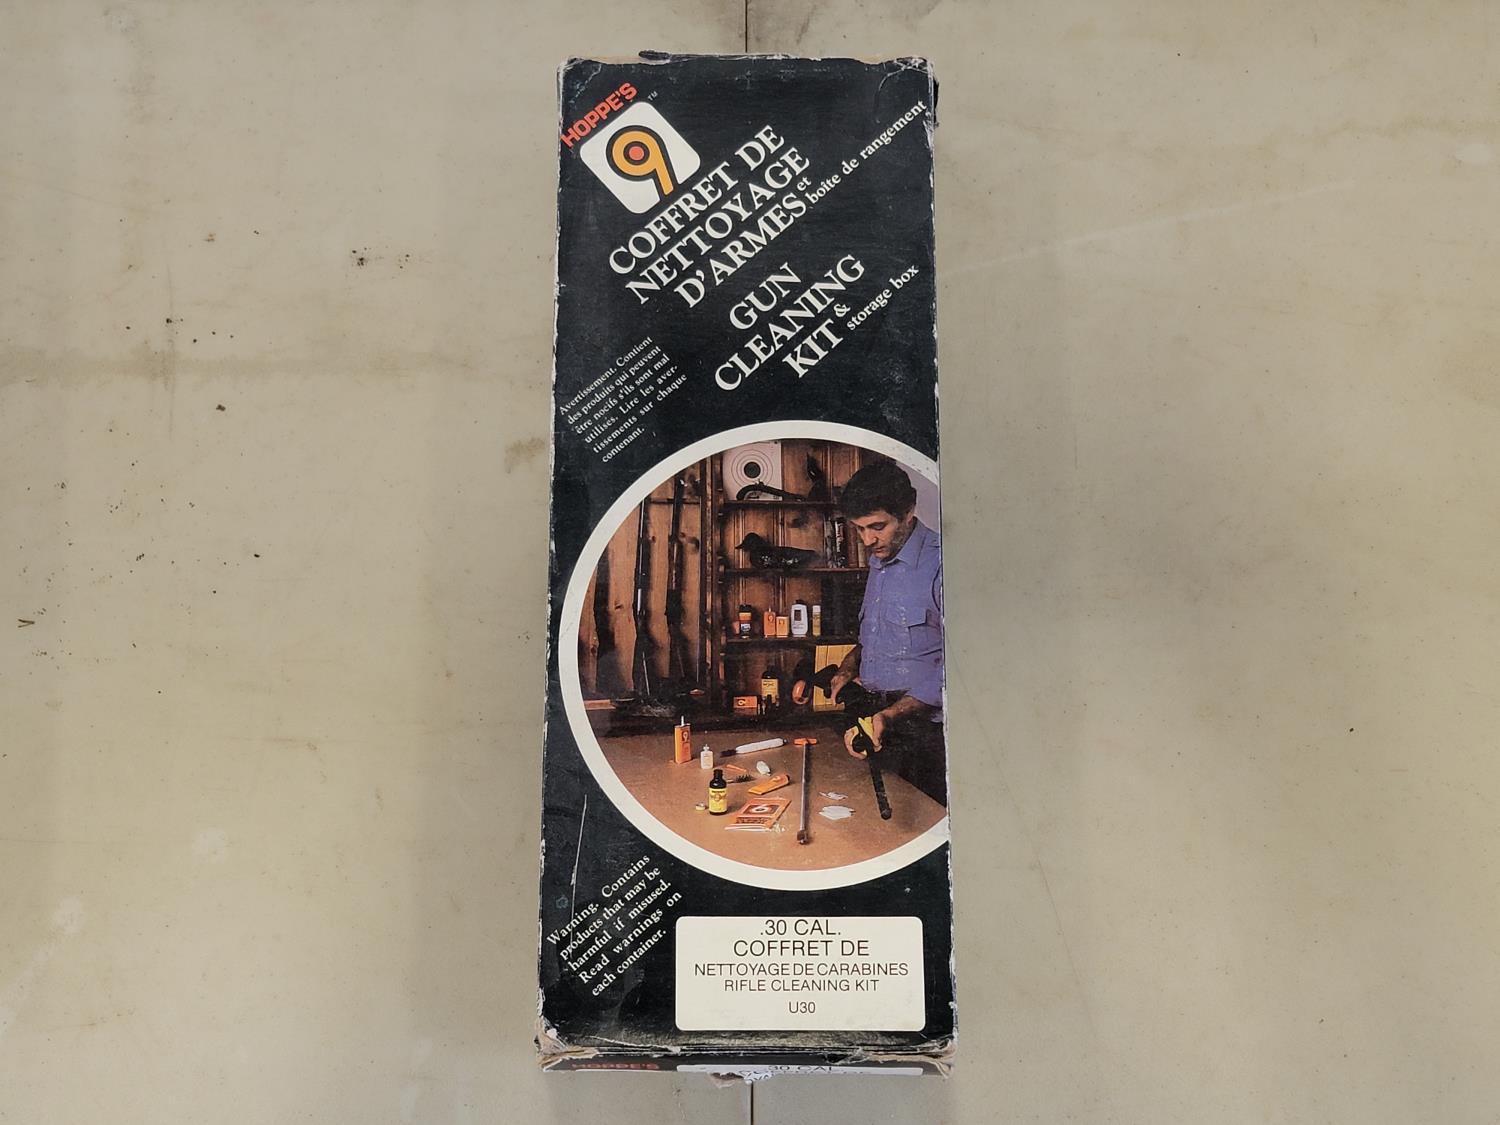 HOPPE'S
TM
9
COFFRET DE
NETTOYAGE
D'ARMES et
boîte de rangement
GUN
CLEANING
KIT &
storage box
Avertissement. Contient
des produits qui peuvent
être nocifs s'ils sont mal
utilisés. Lire les aver-
tissements sur chaque
contenant.
Warning. Contains
products that may be
harmful if misused.
Read warnings on
each container.
.30 CAL.
COFFRET DE
NETTOYAGE DE CARABINES
RIFLE CLEANING KIT
U30
HOPPE'S
.30 CAL.